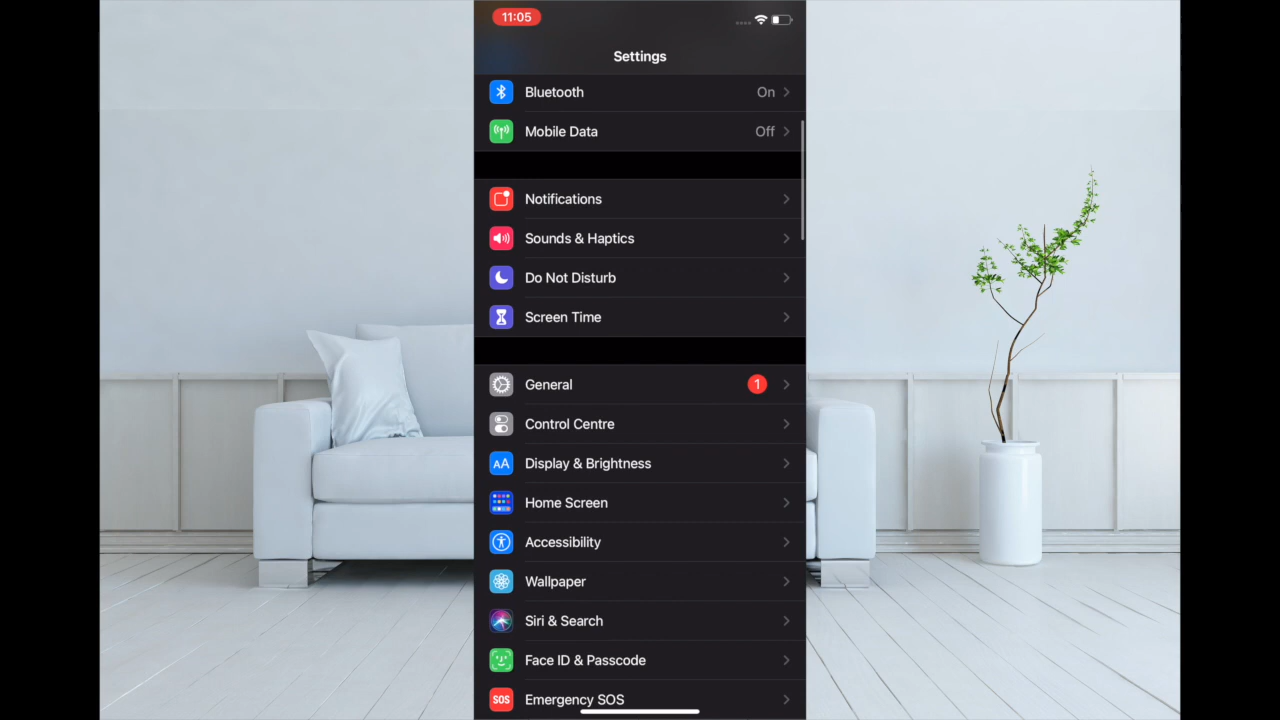 11:05
Settings
Bluetooth On
Mobile Data Off
Notifications
Sounds & Haptics
Do Not Disturb
Screen Time
General 1
Control Centre
AA Display & Brightness
Home Screen
Accessibility
Wallpaper
Siri & Search
Face ID & Passcode
SOS Emergency SOS